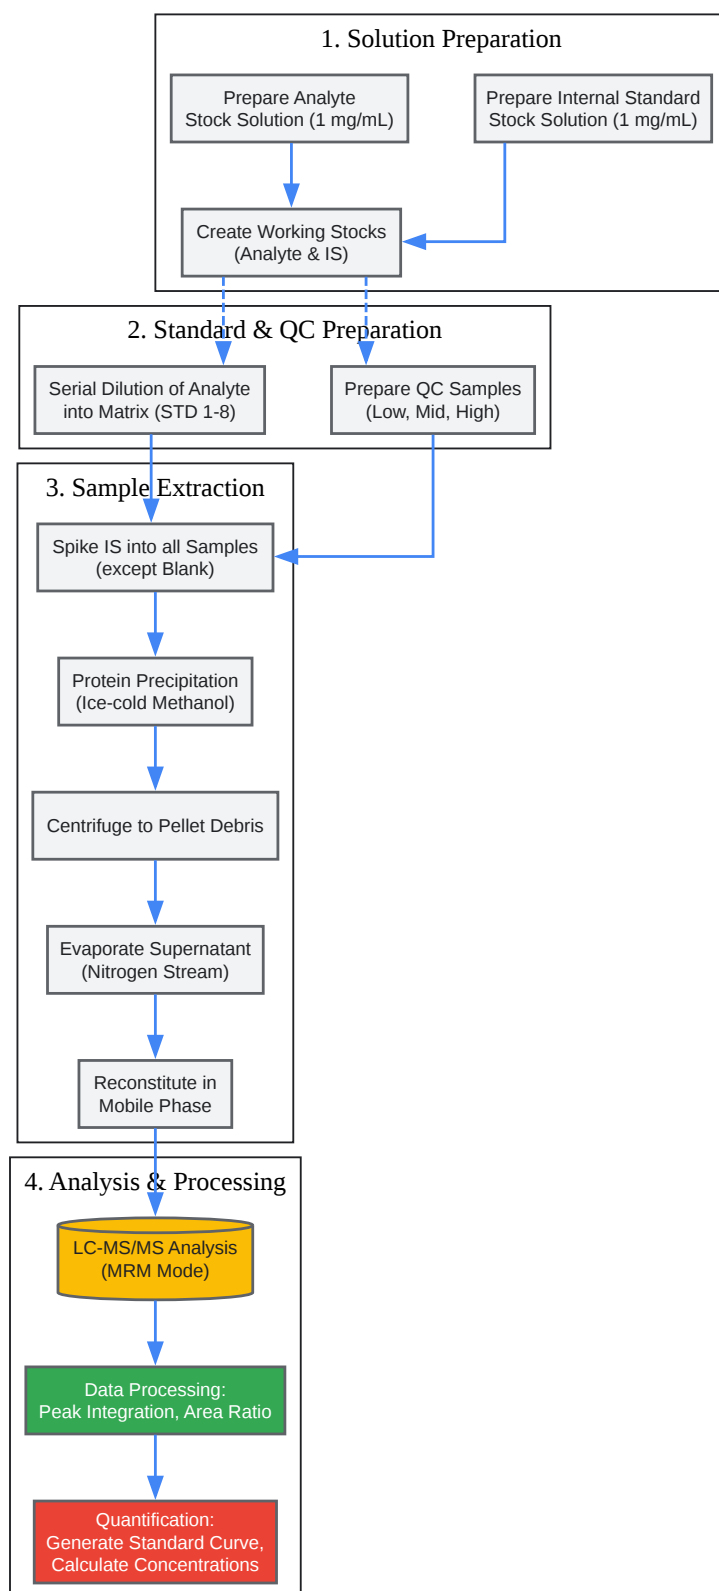 1. Solution Preparation
Prepare Analyte
Stock Solution (1 mg/mL)
Prepare Internal Standard
Stock Solution (1 mg/mL)
Create Working Stocks
(Analyte & IS)
2. Standard & QC Preparation
Serial Dilution of Analyte
into Matrix (STD 1-8)
Prepare QC Samples
(Low, Mid, High)
3. Sample Extraction
Spike IS into all Samples
(except Blank)
Protein Precipitation
(Ice-cold Methanol)
Centrifuge to Pellet Debris
Evaporate Supernatant
(Nitrogen Stream)
Reconstitute in
Mobile Phase
4. Analysis & Processing
LC-MS/MS Analysis
(MRM Mode)
Data Processing:
Peak Integration, Area Ratio
Quantification:
Generate Standard Curve,
Calculate Concentrations